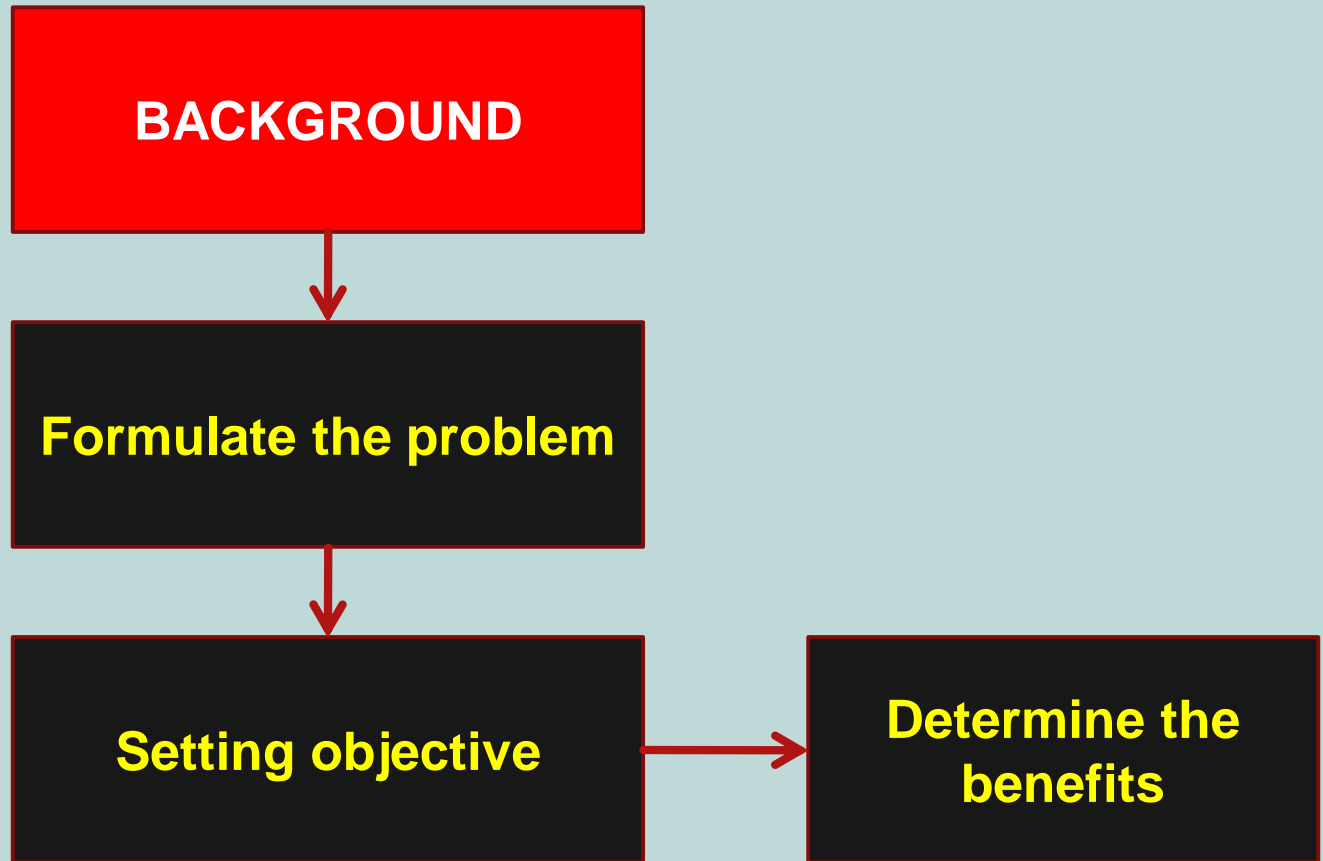 BACKGROUND
Formulate the problem
Setting objective
Determine the
benefits